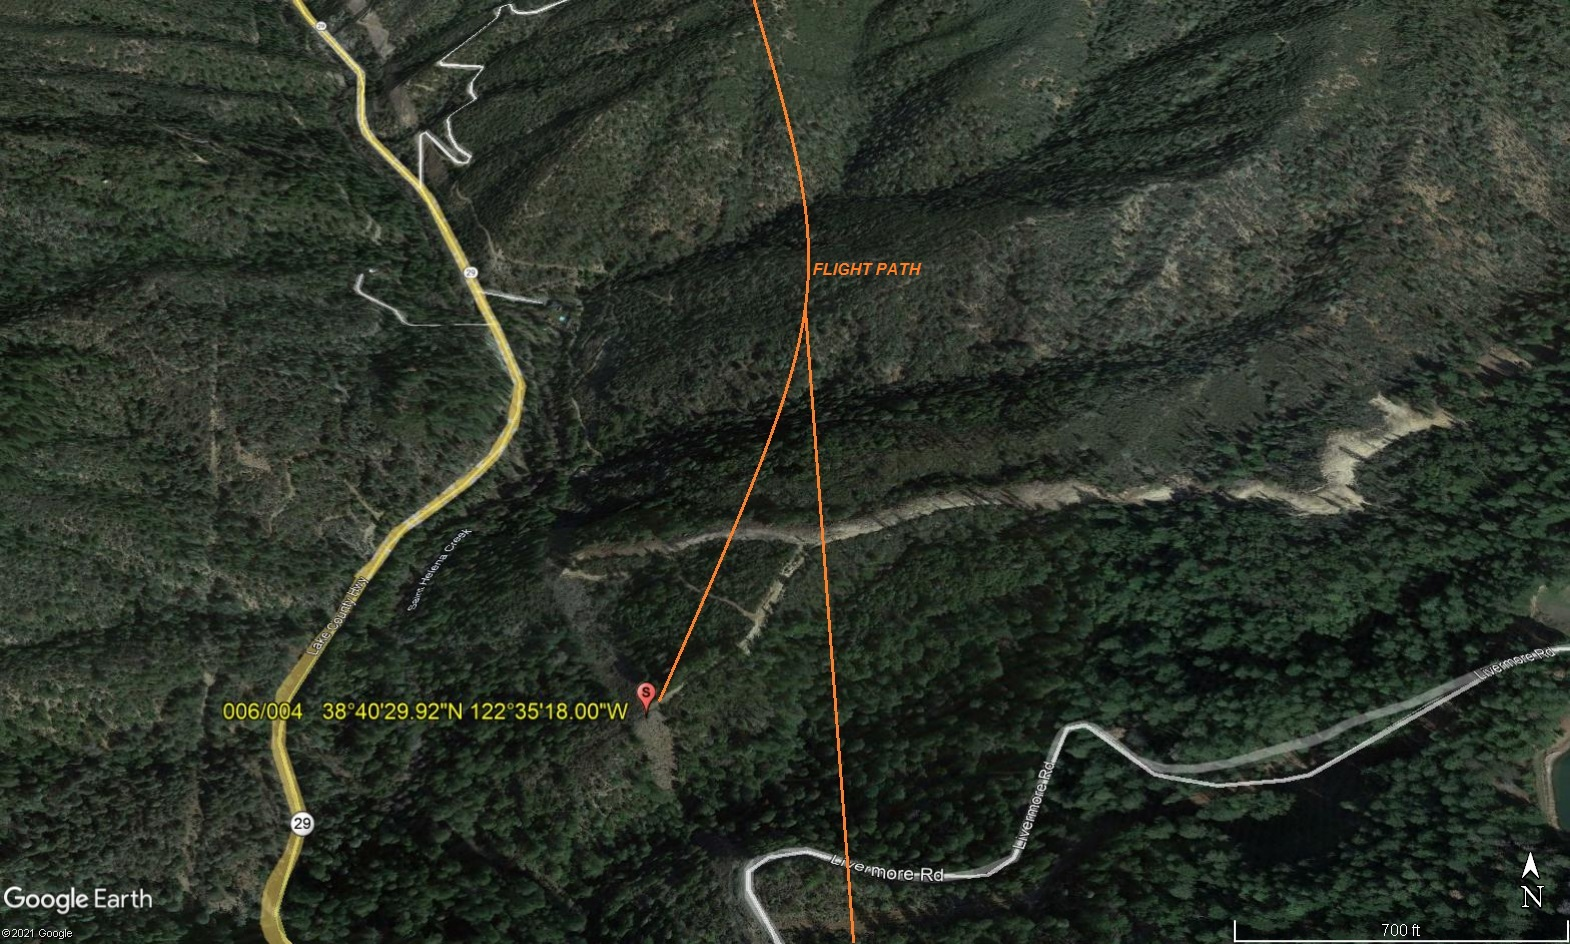 29
29
FLIGHT PATH
Saint Helena Creek
Lake County Hwy
Livermore Rd
S
006/004 38°40'29.92"N 122°35'18.00"W
Livermore Rd
29
Livermore Rd
Google Earth
N
©2021 Google
700 ft